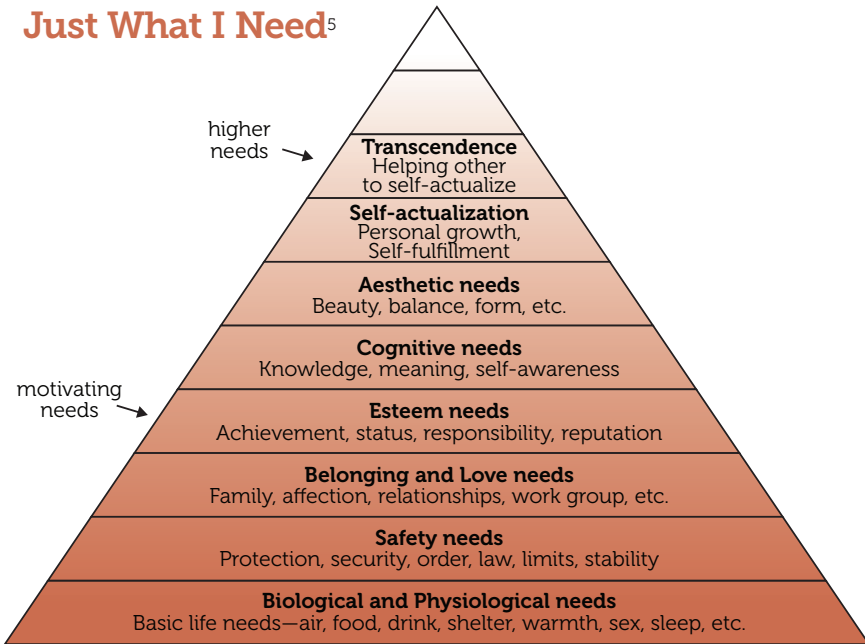 Just What I Need5
higher
needs
Transcendence
Helping other
to self-actualize
Self-actualization
Personal growth,
Self-fulfillment
Aesthetic needs
Beauty, balance, form, etc.
Cognitive needs
Knowledge, meaning, self-awareness
motivating
needs
Esteem needs
Achievement, status, responsibility, reputation
Belonging and Love needs
Family, affection, relationships, work group, etc.
Safety needs
Protection, security, order, law, limits, stability
Biological and Physiological needs
Basic life needs—air, food, drink, shelter, warmth, sex, sleep, etc.